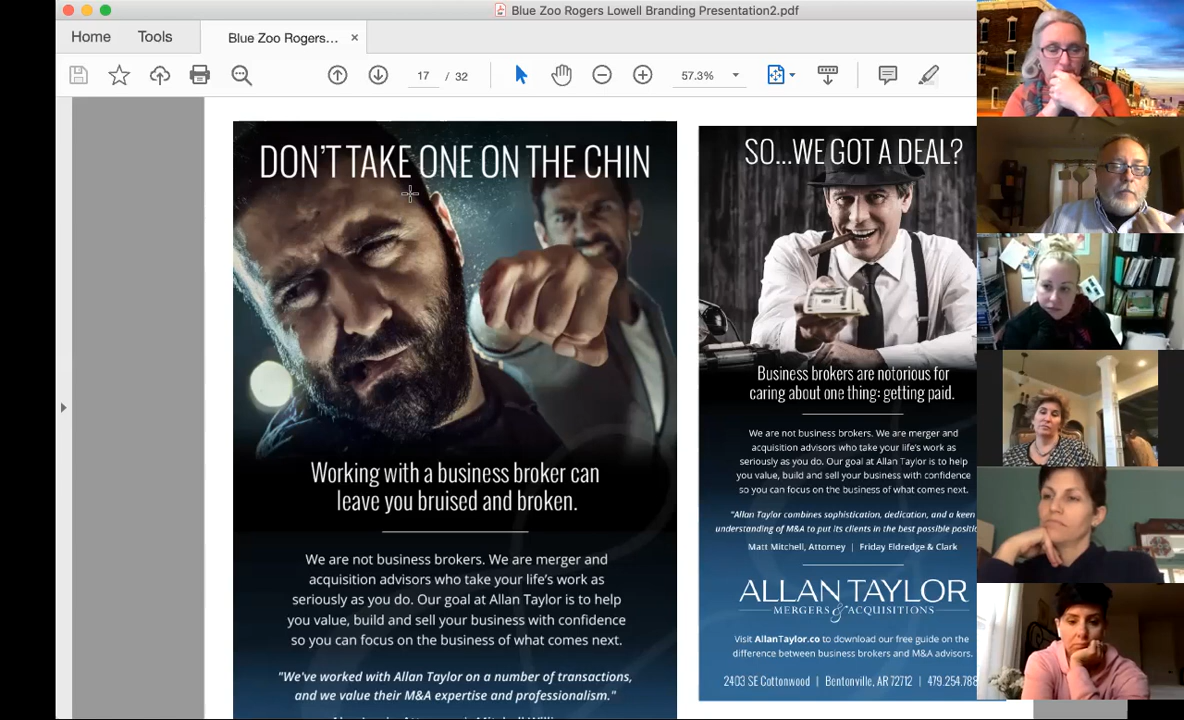 Blue Zoo Rogers Lowell Branding Presentation2.pdf
Home Tools Blue Zoo Rogers... ×
17 / 32 57.3%
DON'T TAKE ONE ON THE CHIN
Working with a business broker can
leave you bruised and broken.
We are not business brokers. We are merger and
acquisition advisors who take your life's work as
seriously as you do. Our goal at Allan Taylor is to help
you value, build and sell your business with confidence
so you can focus on the business of what comes next.
"We've worked with Allan Taylor on a number of transactions,
and we value their M&A expertise and professionalism."
SO...WE GOT A DEAL?
Business brokers are notorious for
caring about one thing: getting paid.
We are not business brokers. We are merger and
acquisition advisors who take your life's work as
seriously as you do. Our goal at Allan Taylor is to help
you value, build and sell your business with confidence
so you can focus on the business of what comes next.
"Allan Taylor combines sophistication, dedication, and a keen
understanding of M&A to put its clients in the best possible
Matt Mitchell, Attorney | Friday Eldredge & Clark
ALLAN TAYLOR
MERGERS & ACQUISITIONS
Visit AllanTaylor.co to download our free guide on the
difference between business brokers and M&A advisors.
2403 SE Cottonwood | Bentonville, AR 72712 | 479.254.788